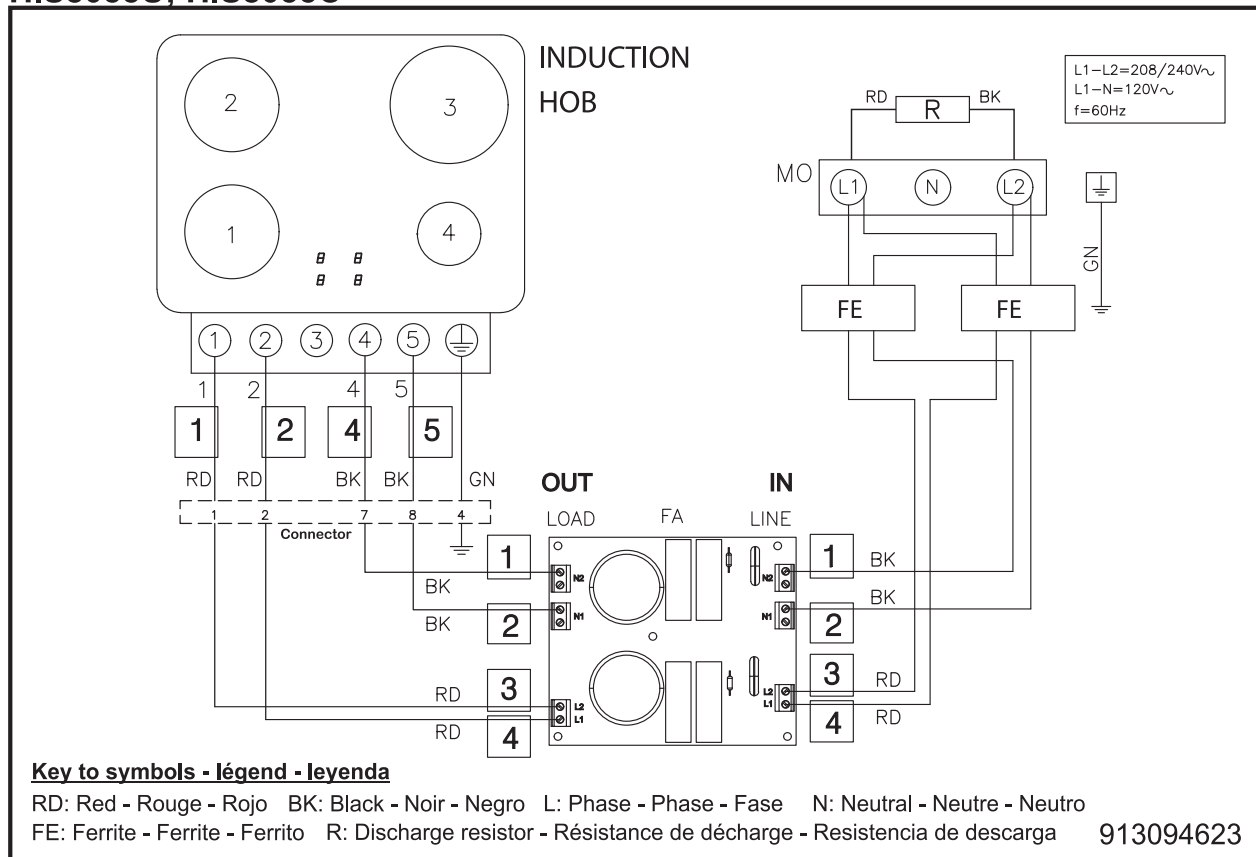 INDUCTION
HOB
2
3
1
4
8 8
8 8
1 2 3 4 5
1 2 4 5
1 2 4 5
RD RD BK BK GN
1 2 7 8 4
Connector
L1-L2=208/240V~
L1-N=120V~
f=60Hz
RD R BK
MO L1 N L2
GN
FE FE
OUT IN
LOAD FA LINE
1 1
BK N2 N2 BK
BK N1 N1 BK
2 2
3 3
RD L2 L2 RD
L1 L1
RD RD
4 4
Key to symbols - légend - leyenda
RD: Red - Rouge - Rojo BK: Black - Noir - Negro L: Phase - Phase - Fase N: Neutral - Neutre - Neutro
FE: Ferrite - Ferrite - Ferrito R: Discharge resistor - Résistance de décharge - Resistencia de descarga 913094623